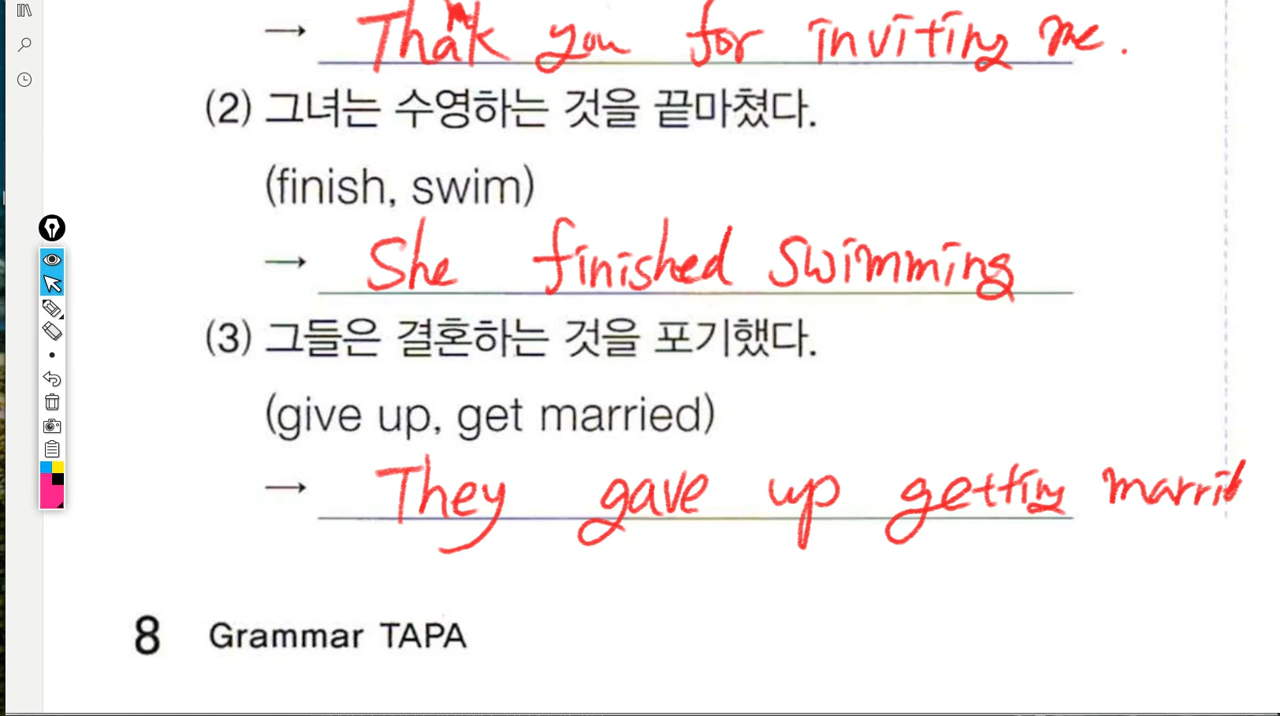 → Thank you for inviting me.
(2) 그녀는 수영하는 것을 끝마쳤다.
(finish, swim)
→ She finished swimming
(3) 그들은 결혼하는 것을 포기했다.
(give up, get married)
→ They gave up getting
8 Grammar TAPA